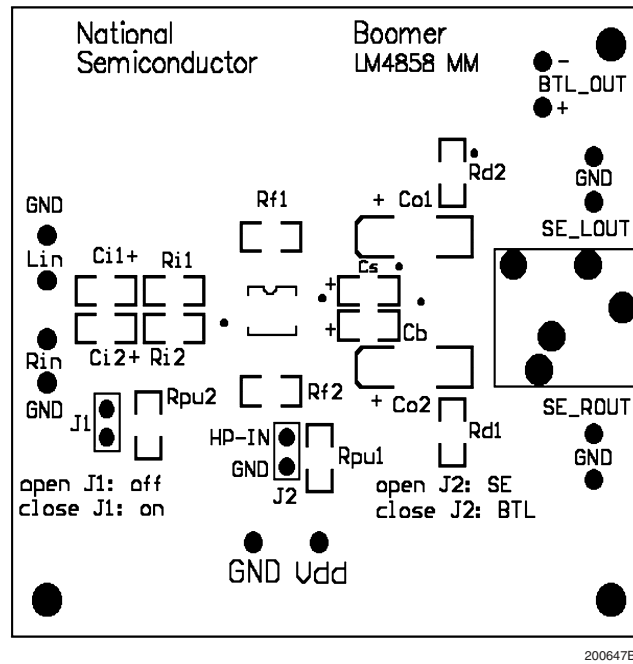 National
Semiconductor
Boomer
LM4858 MM
-
BTL_OUT
+
Rd2
GND
Rf1
+ Co1
GND
SE_LOUT
Lin
Ci1+
Ri1
Cs
+
+
Cb
Rin
Ci2+
Ri2
GND
Rpu2
Rf2
+ Co2
SE_ROUT
J1
HP-IN
GND
J2
Rpu1
Rd1
GND
open J1: off
close J1: on
open J2: SE
close J2: BTL
GND
Vdd